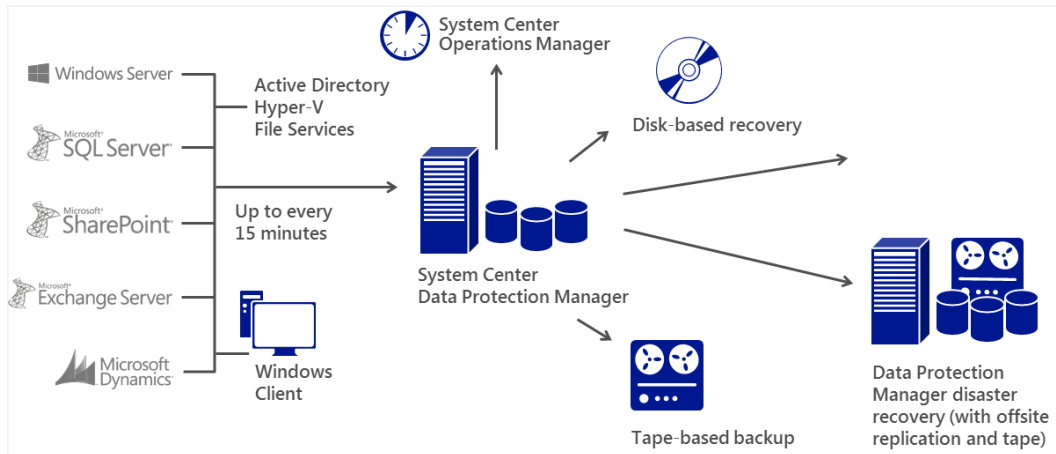 System Center
Operations Manager
Windows Server
Active Directory
Hyper-V
File Services
Disk-based recovery
Microsoft®
SQL Server®
Microsoft®
SharePoint®
Up to every
15 minutes
System Center
Data Protection Manager
Microsoft®
Exchange Server
Microsoft®
Dynamics®
Windows
Client
Tape-based backup
Data Protection
Manager disaster
recovery (with offsite
replication and tape)